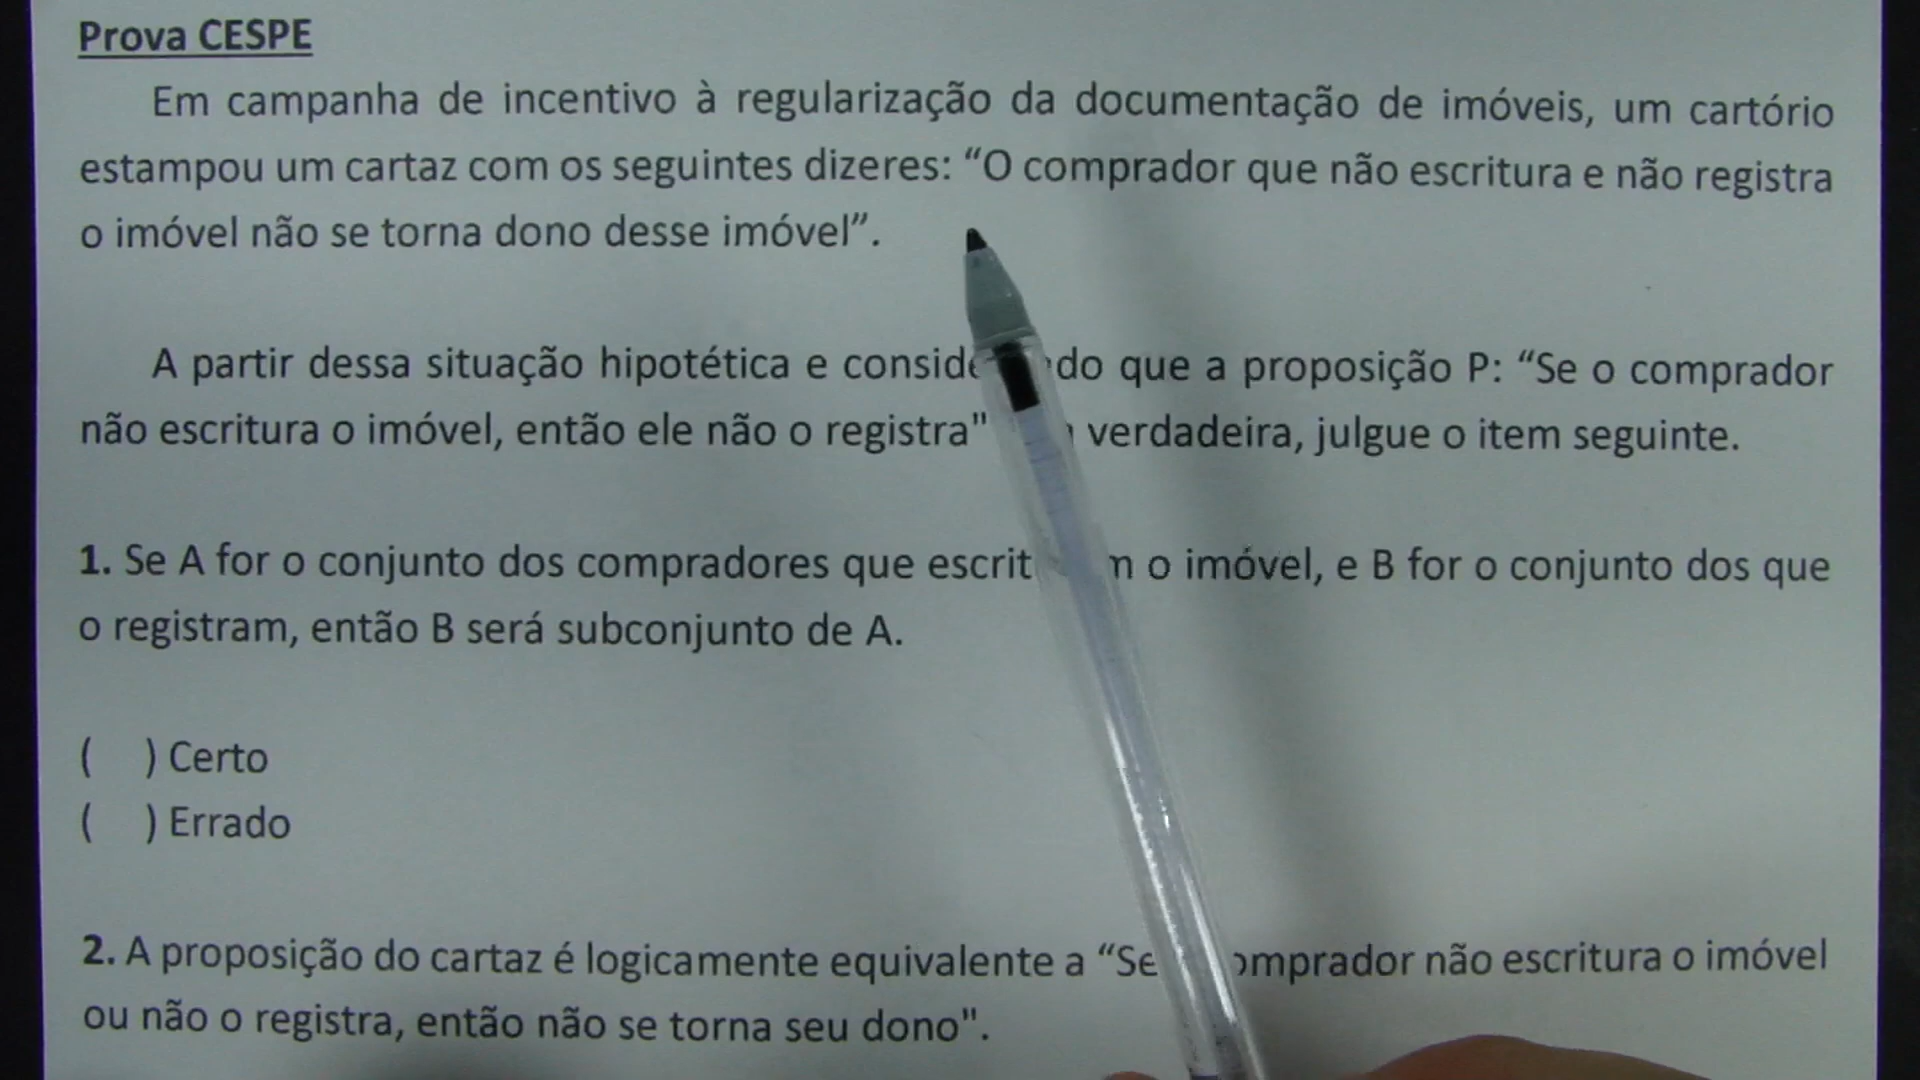 Prova CESPE
Em campanha de incentivo à regularização da documentação de imóveis, um cartório
estampou um cartaz com os seguintes dizeres: “O comprador que não escritura e não registra
o imóvel não se torna dono desse imóvel”.
A partir dessa situação hipotética e conside do que a proposição P: “Se o comprador
não escritura o imóvel, então ele não o registra" verdadeira, julgue o item seguinte.
1. Se A for o conjunto dos compradores que escrit m o imóvel, e B for o conjunto dos que
o registram, então B será subconjunto de A.
( ) Certo
( ) Errado
2. A proposição do cartaz é logicamente equivalente a “Se omprador não escritura o imóvel
ou não o registra, então não se torna seu dono".